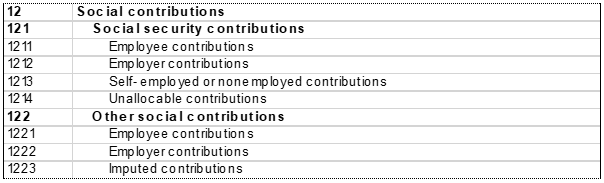 12 Social contributions
121 Social security contributions
1211 Employee contributions
1212 Employer contributions
1213 Self- employed or nonemployed contributions
1214 Unallocable contributions
122 Other social contributions
1221 Employee contributions
1222 Employer contributions
1223 Imputed contributions